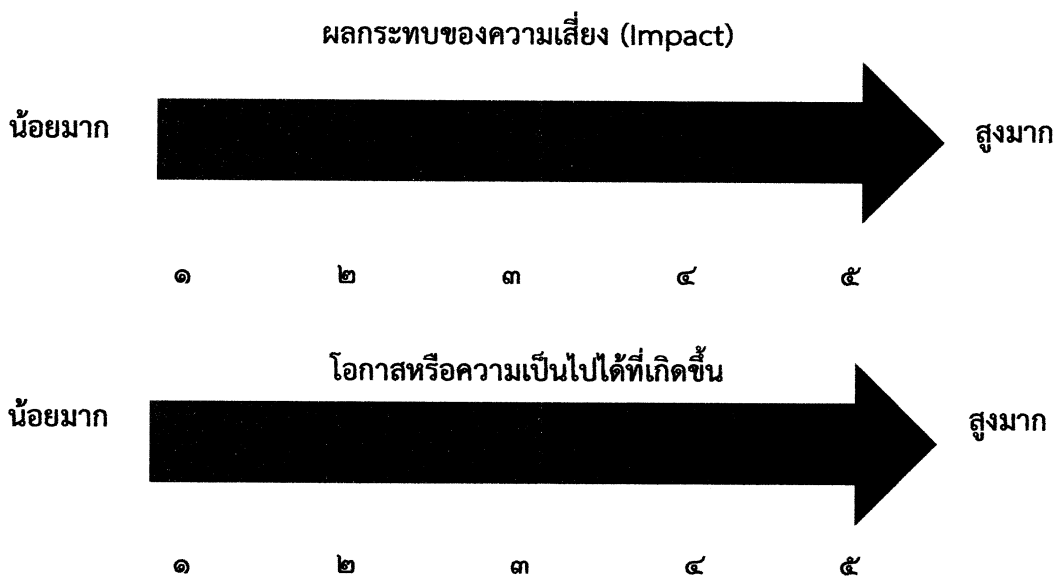 ผลกระทบของความเสี่ยง (Impact)
น้อยมาก สูงมาก
๑ ๒ ๓ ๔ ๕
โอกาสหรือความเป็นไปได้ที่เกิดขึ้น
น้อยมาก สูงมาก
๑ ๒ ๓ ๔ ๕